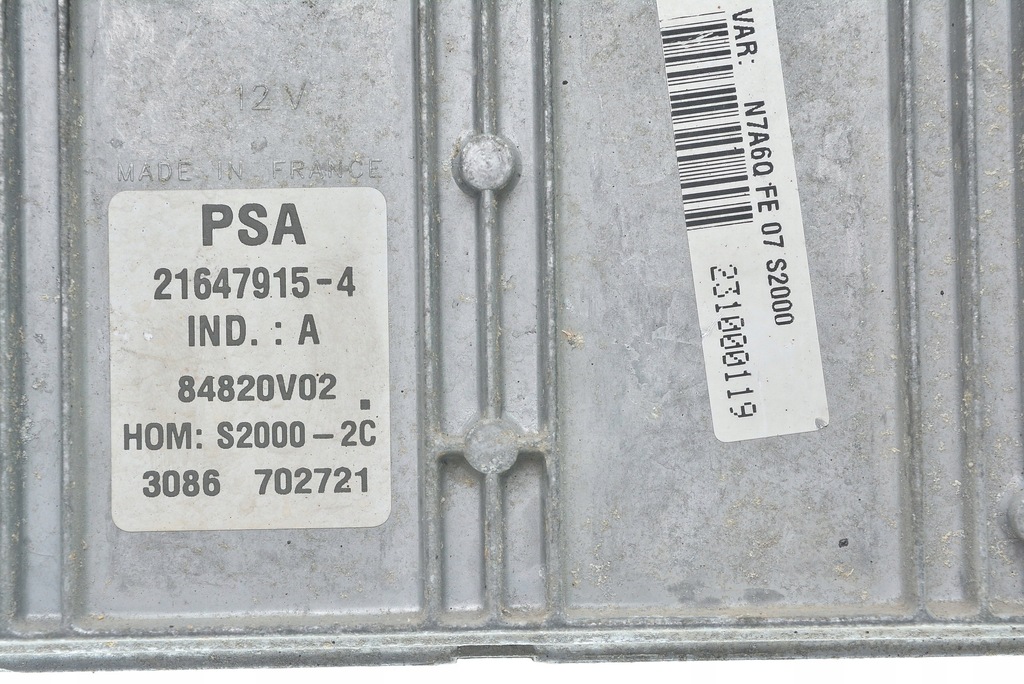 12 V
MADE IN FRANCE
PSA
21647915-4
IND. : A
84820V02
HOM: S2000-2C
3086 702721
VAR: N7A6Q FE 07 S2000
231000119